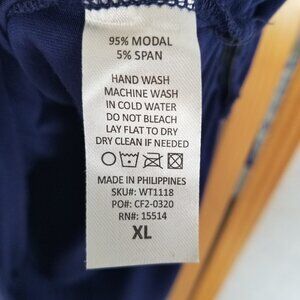 95% MODAL
5% SPAN
HAND WASH
MACHINE WASH
IN COLD WATER
DO NOT BLEACH
LAY FLAT TO DRY
DRY CLEAN IF NEEDED
MADE IN PHILIPPINES
SKU#: WT1118
PO#: CF2-0320
RN#: 15514
XL